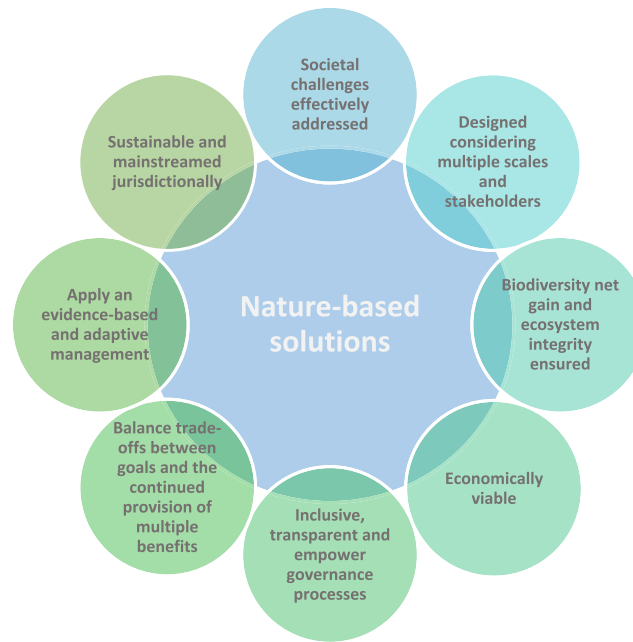 Societal
challenges
effectively
addressed
Designed
considering
multiple scales
and
stakeholders
Biodiversity net
gain and
ecosystem
integrity
ensured
Economically
viable
Inclusive,
transparent and
empower
governance
processes
Balance trade-
offs between
goals and the
continued
provision of
multiple
benefits
Apply an
evidence-based
and adaptive
management
Sustainable and
mainstreamed
jurisdictionally
Nature-based
solutions